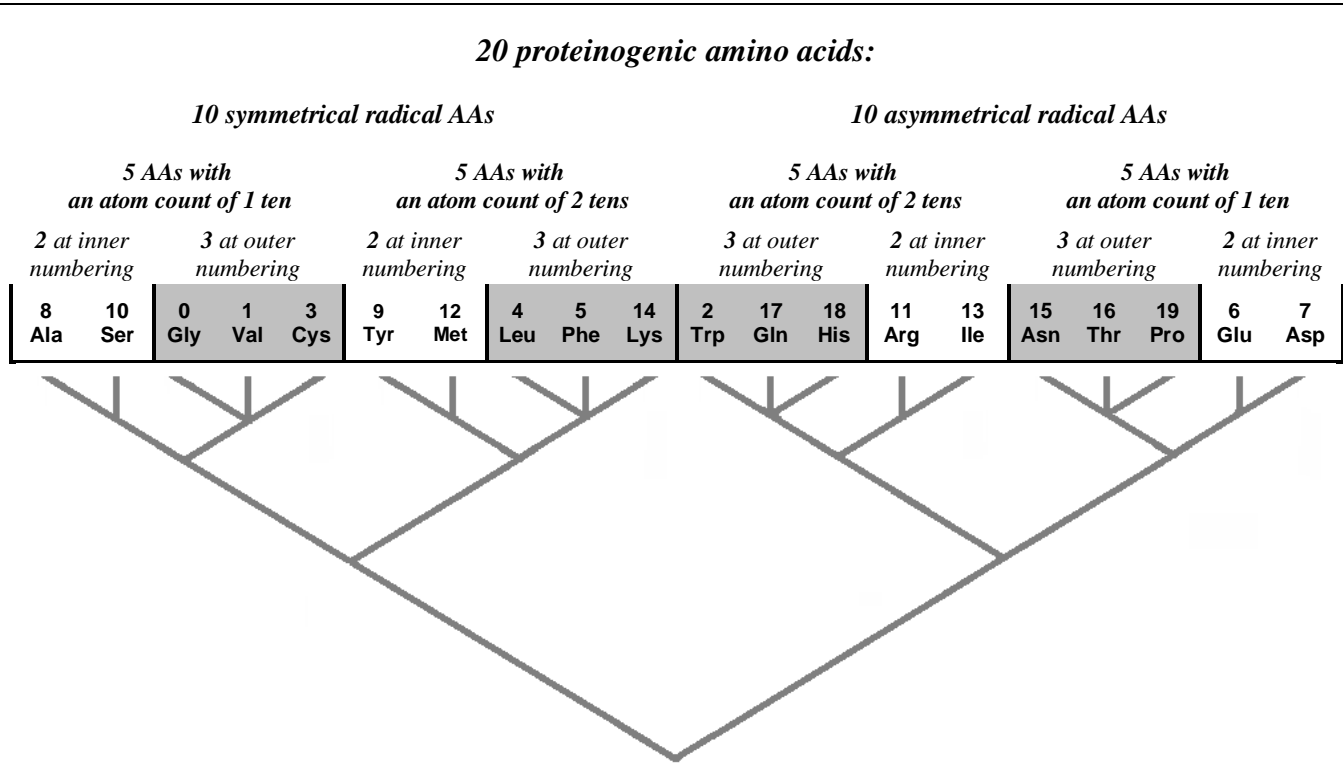 20 proteinogenic amino acids:
10 symmetrical radical AAs 10 asymmetrical radical AAs
5 AAs with 5 AAs with 5 AAs with 5 AAs with
an atom count of 1 ten an atom count of 2 tens an atom count of 2 tens an atom count of 1 ten
2 at inner 3 at outer 2 at inner 3 at outer 3 at outer 2 at inner 3 at outer 2 at inner
numbering numbering numbering numbering numbering numbering numbering numbering
8 10 0 1 3 9 12 4 5 14 2 17 18 11 13 15 16 19 6 7
Ala Ser Gly Val Cys Tyr Met Leu Phe Lys Trp Gln His Arg Ile Asn Thr Pro Glu Asp